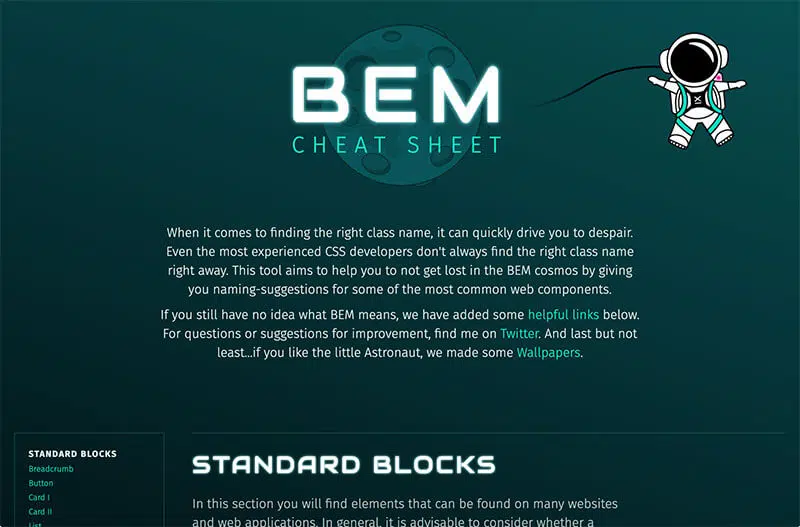 BEM
CHEAT SHEET
When it comes to finding the right class name, it can quickly drive you to despair.
Even the most experienced CSS developers don't always find the right class name
right away. This tool aims to help you to not get lost in the BEM cosmos by giving
you naming-suggestions for some of the most common web components.
If you still have no idea what BEM means, we have added some helpful links below.
For questions or suggestions for improvement, find me on Twitter. And last but not
least...if you like the little Astronaut, we made some Wallpapers.
STANDARD BLOCKS
Breadcrumb
Button
Card I
Card II
List
STANDARD BLOCKS
In this section you will find elements that can be found on many websites
and web applications. In general, it is advisable to consider whether a